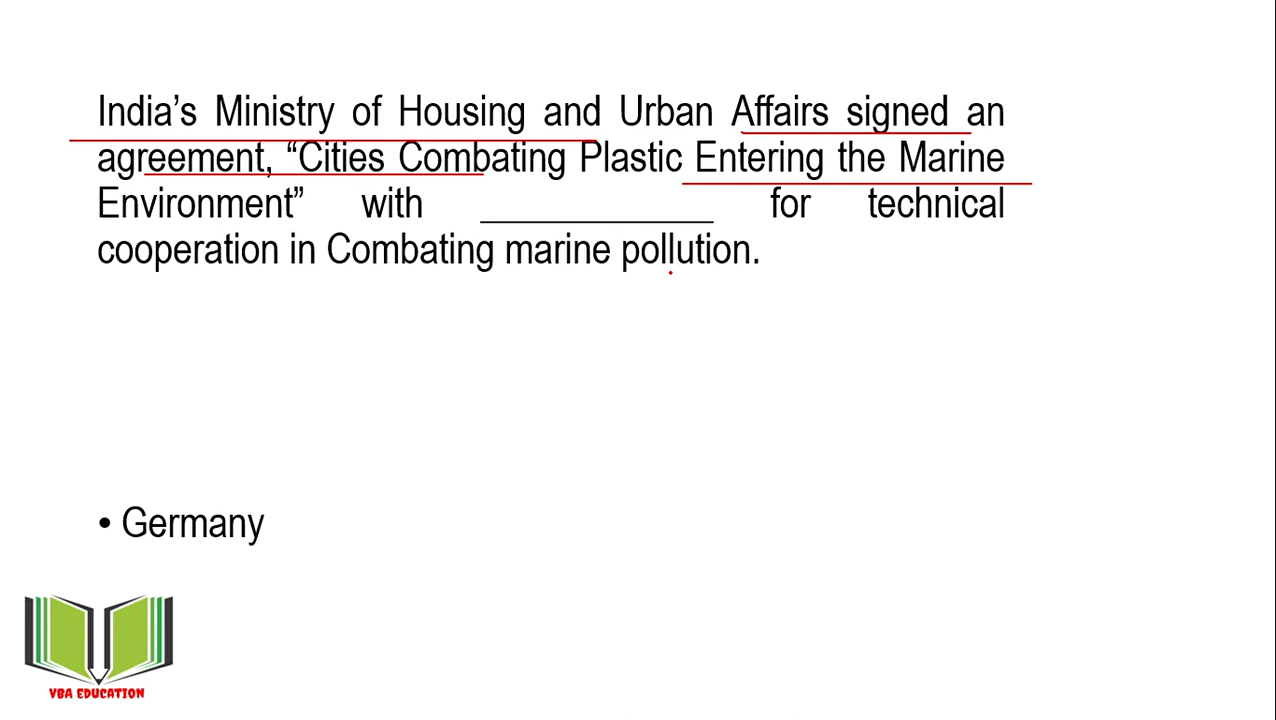 India’s Ministry of Housing and Urban Affairs signed an
agreement, “Cities Combating Plastic Entering the Marine
Environment” with _____________ for technical
cooperation in Combating marine pollution.
• Germany
VBA EDUCATION